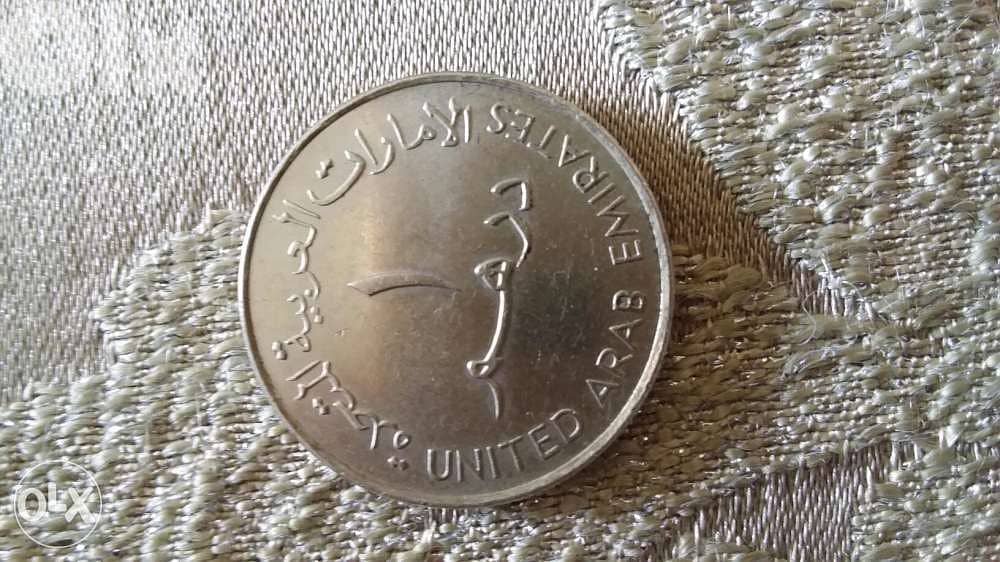 الإمارات العربية المتحدة
١
درهم
UNITED ARAB EMIRATES
OLX